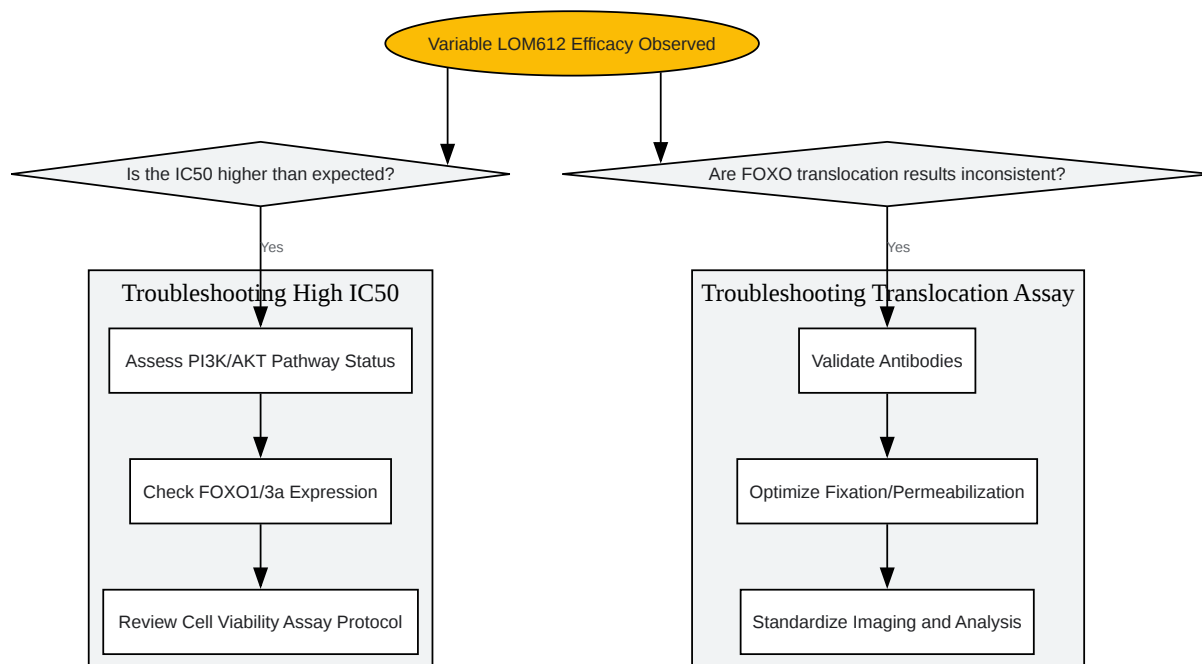 Variable LOM612 Efficacy Observed
Is the IC50 higher than expected?
Are FOXO translocation results inconsistent?
Yes
Yes
Troubleshooting High IC50
Troubleshooting Translocation Assay
Assess PI3K/AKT Pathway Status
Validate Antibodies
Check FOXO1/3a Expression
Optimize Fixation/Permeabilization
Review Cell Viability Assay Protocol
Standardize Imaging and Analysis